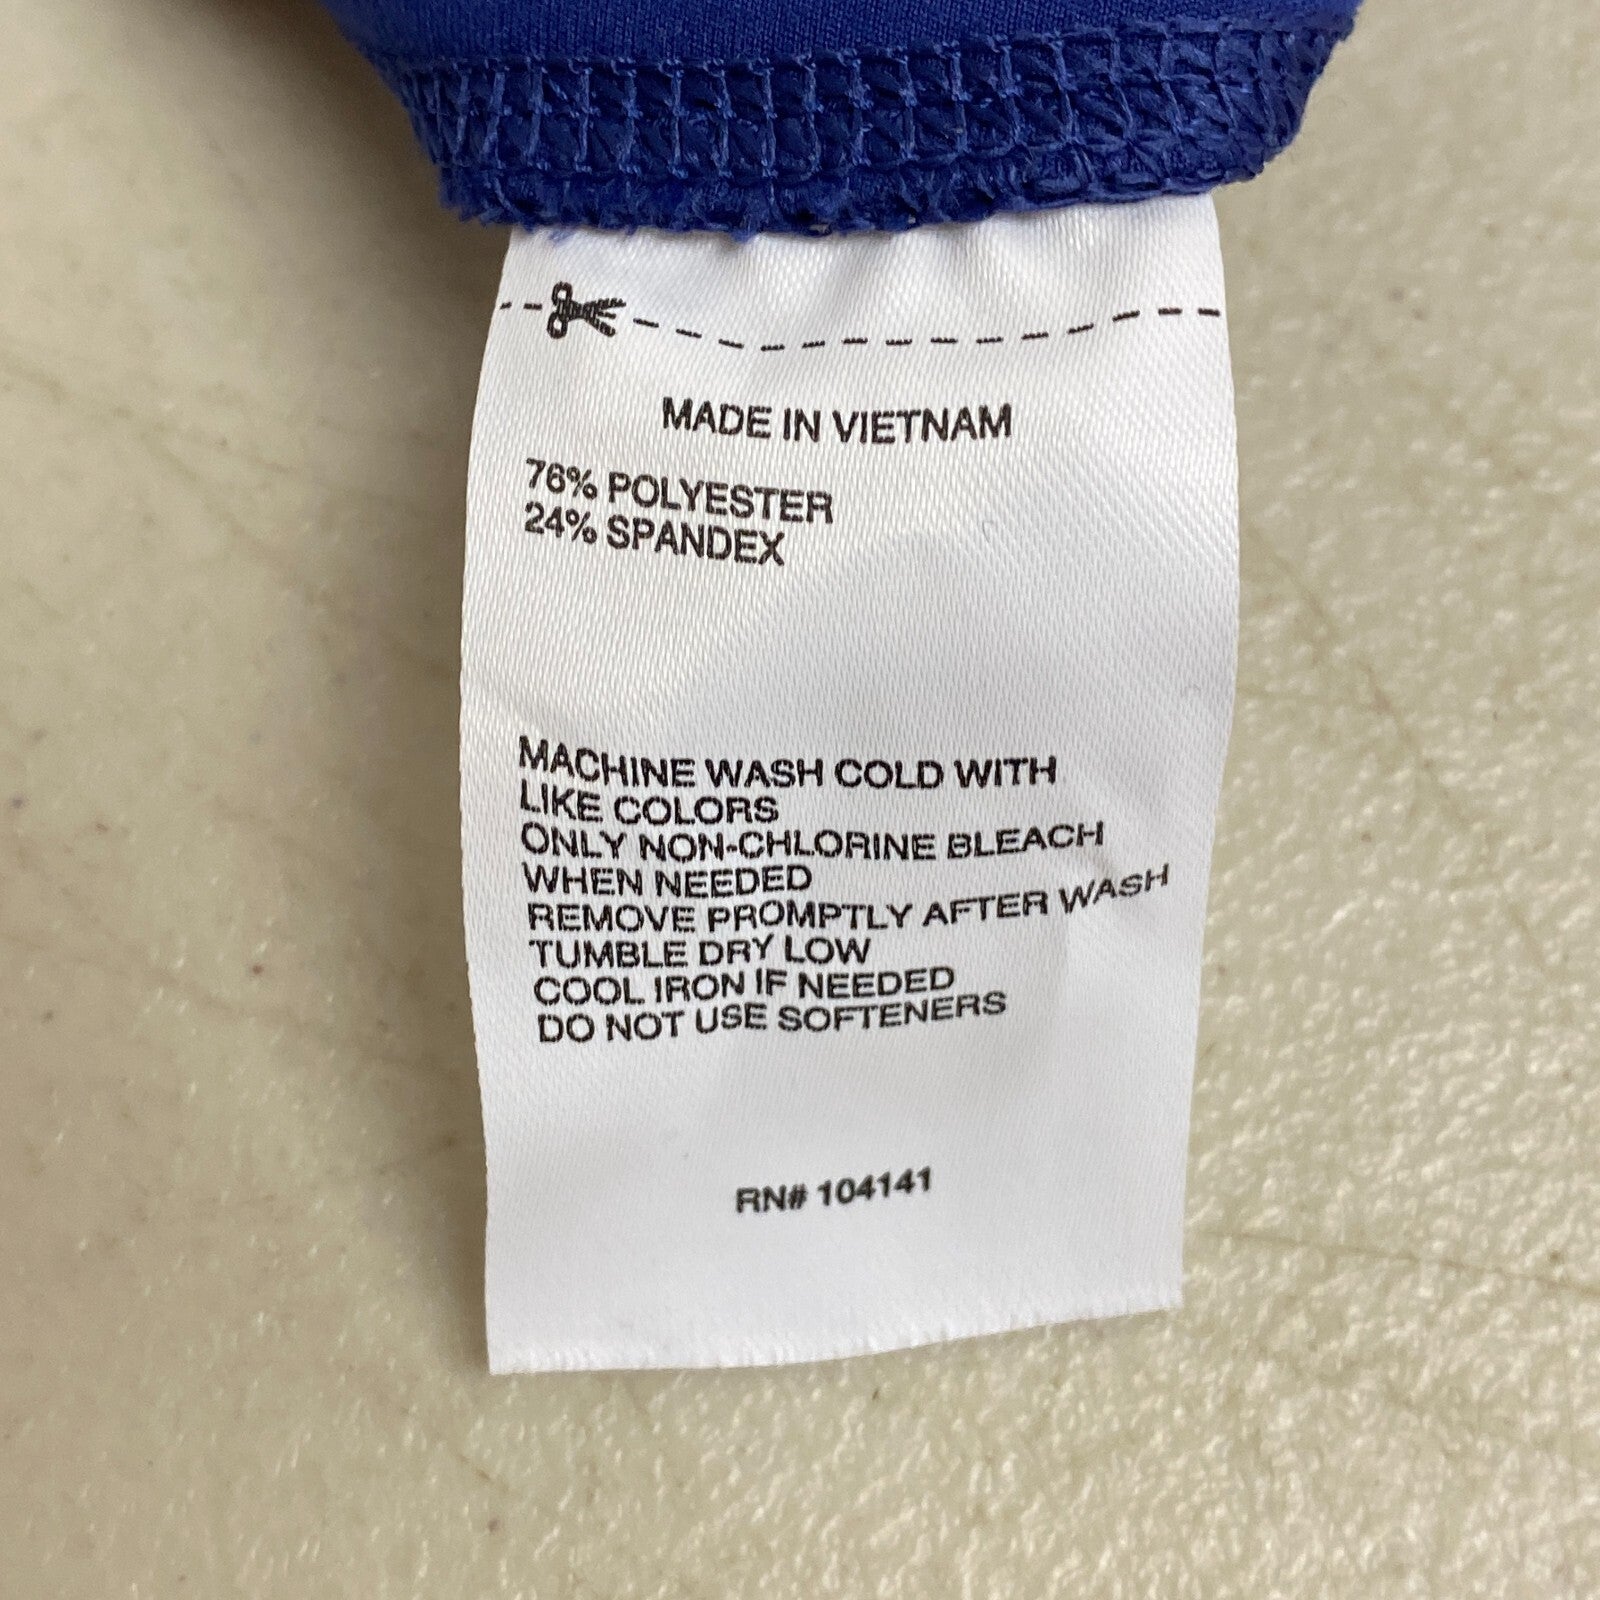 MADE IN VIETNAM
76% POLYESTER
24% SPANDEX
MACHINE WASH COLD WITH
LIKE COLORS
ONLY NON-CHLORINE BLEACH
WHEN NEEDED
REMOVE PROMPTLY AFTER WASH
TUMBLE DRY LOW
COOL IRON IF NEEDED
DO NOT USE SOFTENERS
RN# 104141